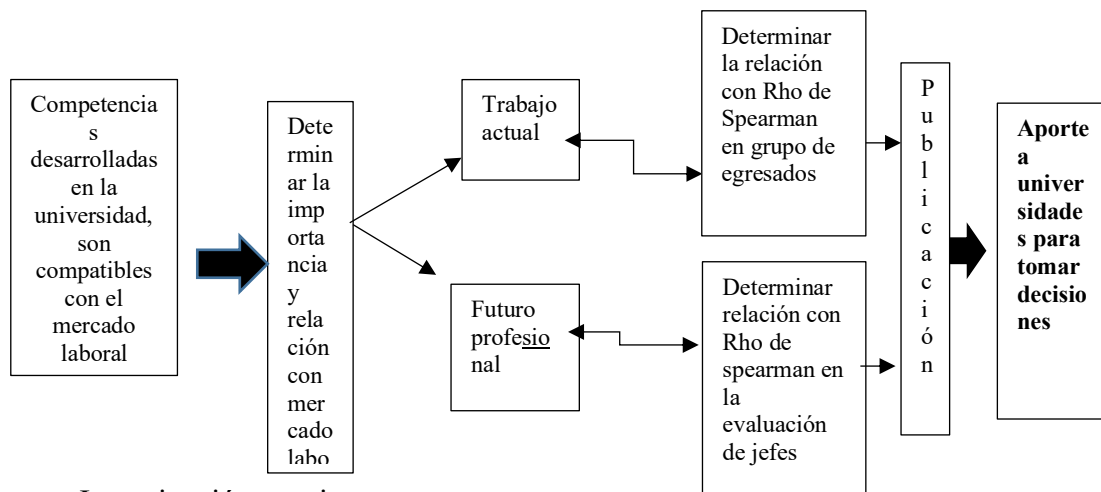 Competencia
s
desarrolladas
en la
universidad,
son
compatibles
con el
mercado
laboral
Dete
rmin
ar la
imp
orta
ncia
y
rela
ción
con
mer
cado
labo
Trabajo
actual
Futuro
profesio
nal
Determinar
la relación
con Rho de
Spearman
en grupo de
egresados
Determinar
relación con
Rho de
spearman en
la
evaluación
de jefes
P
u
b
l
i
c
a
c
i
ó
n
Aporte
a
univer
sidade
s para
tomar
decisio
nes